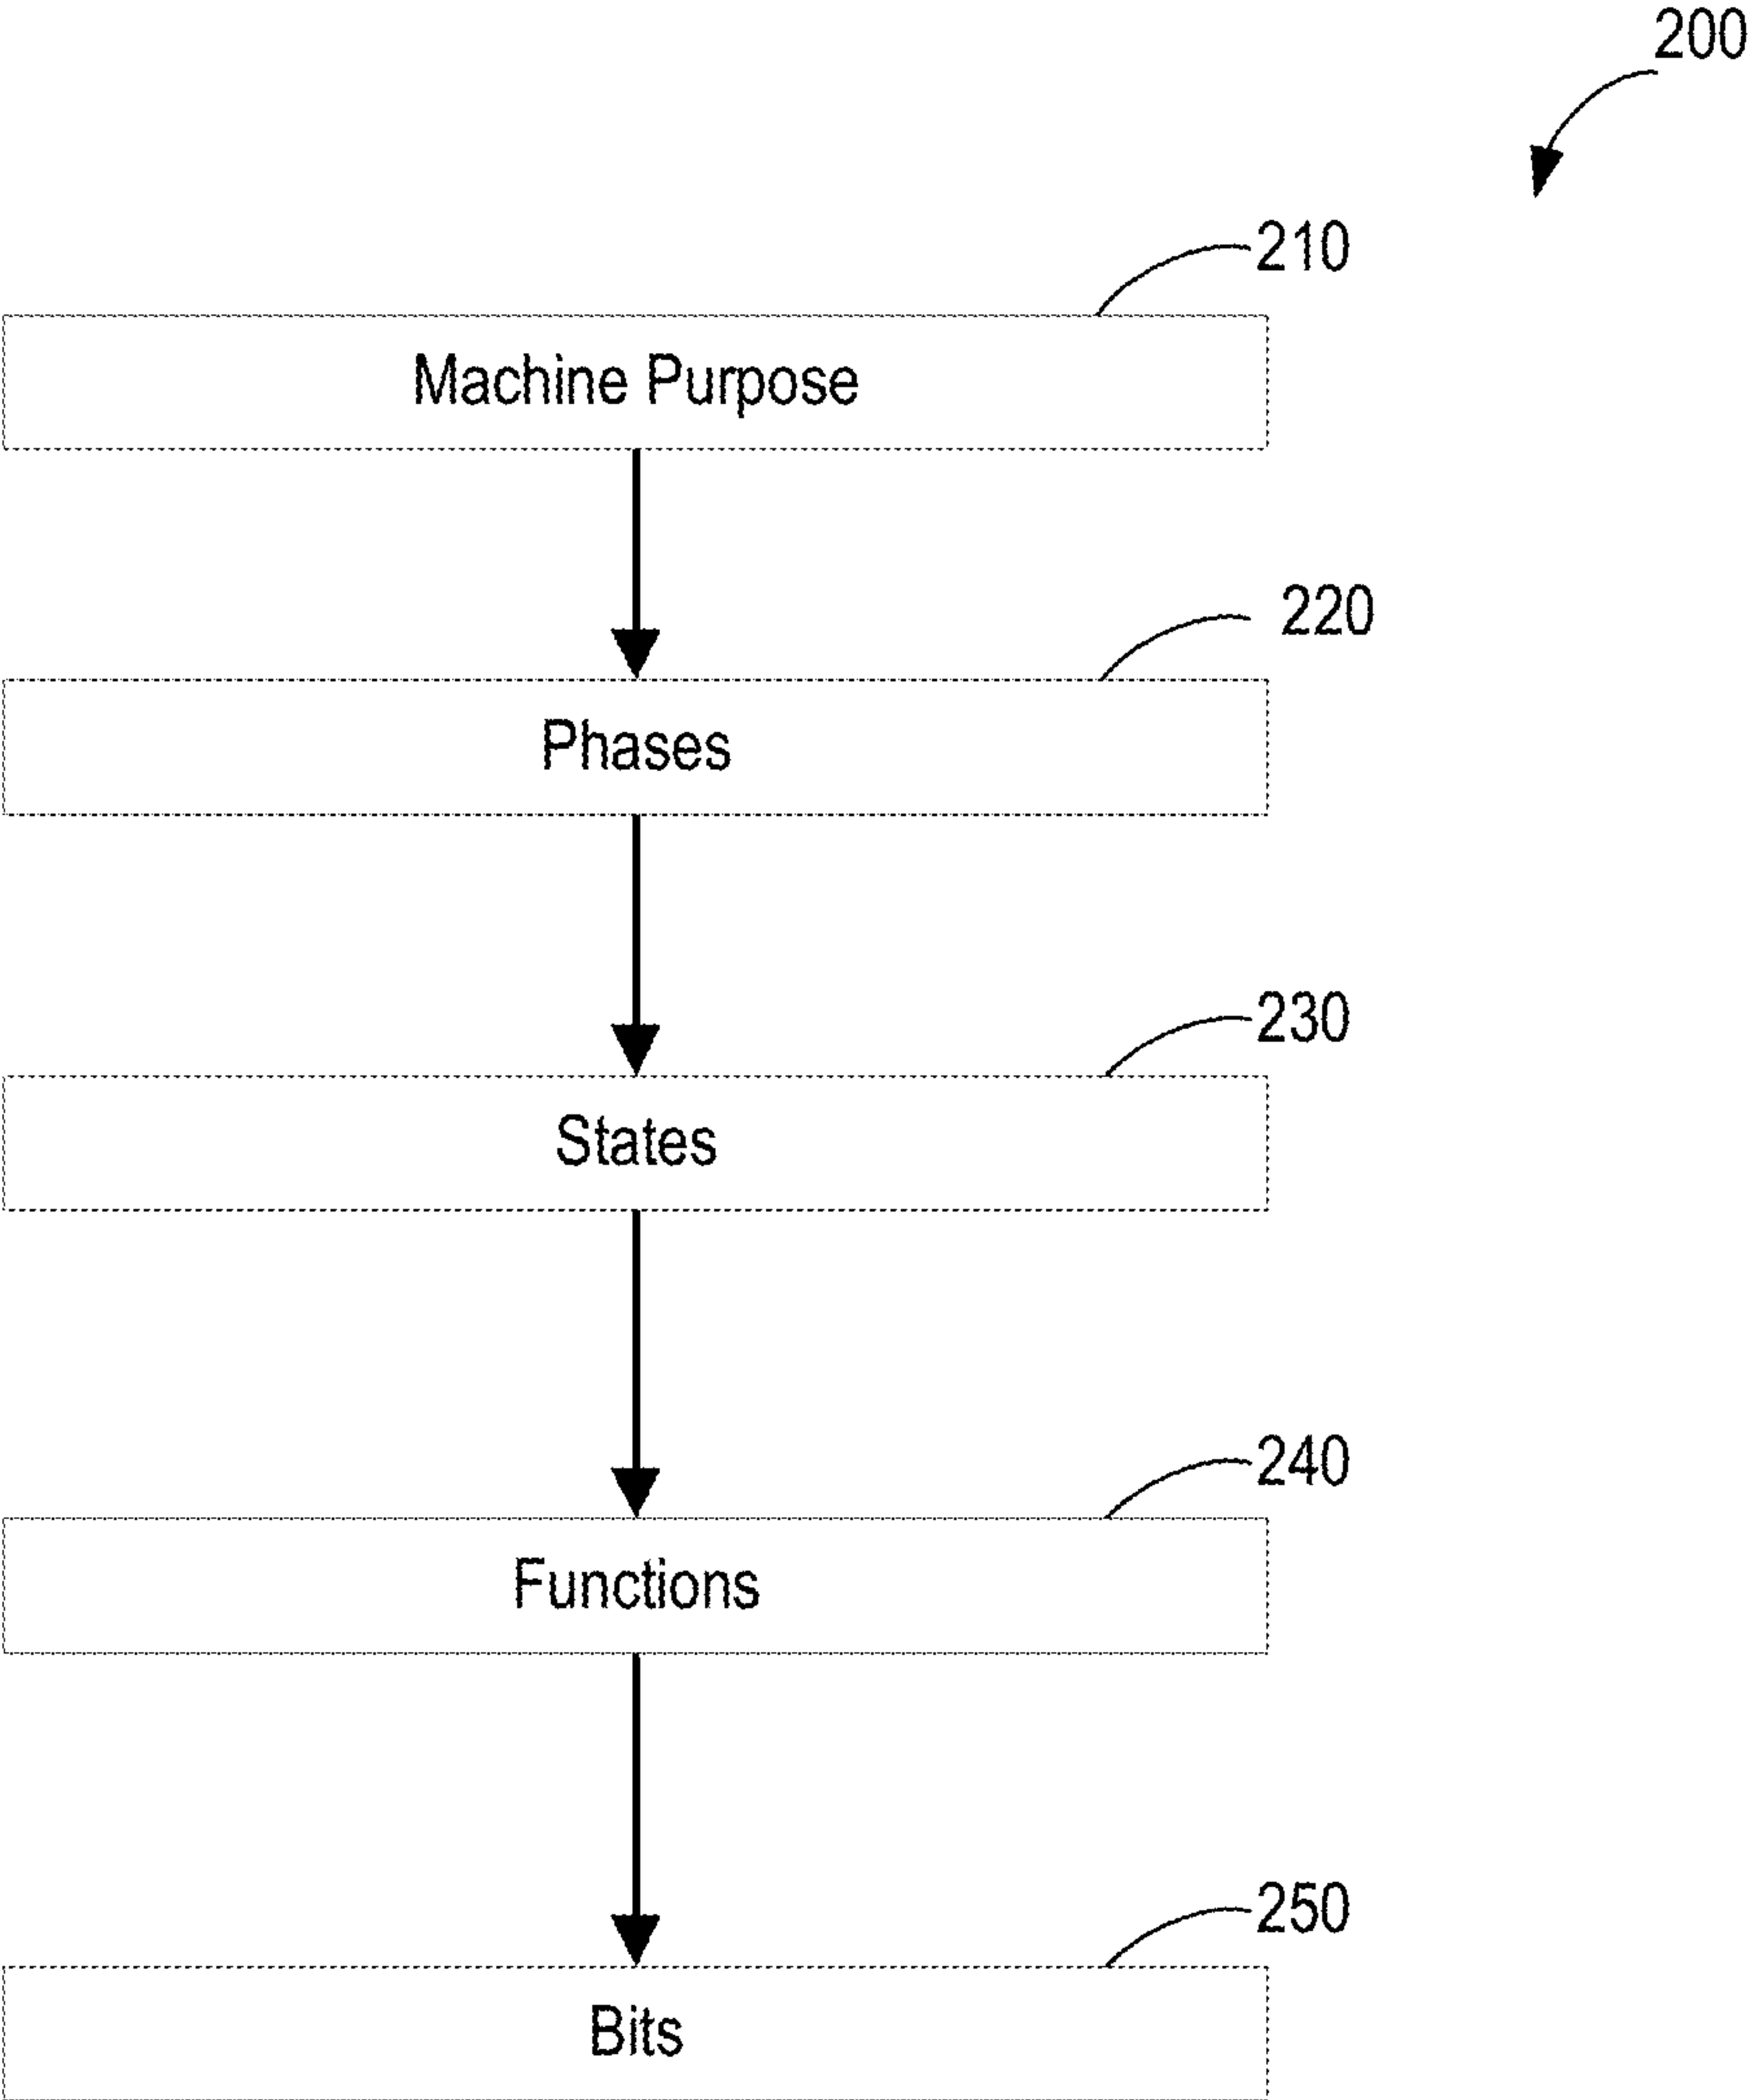 200
210
Machine Purpose
220
Phases
230
States
240
Functions
250
Bits